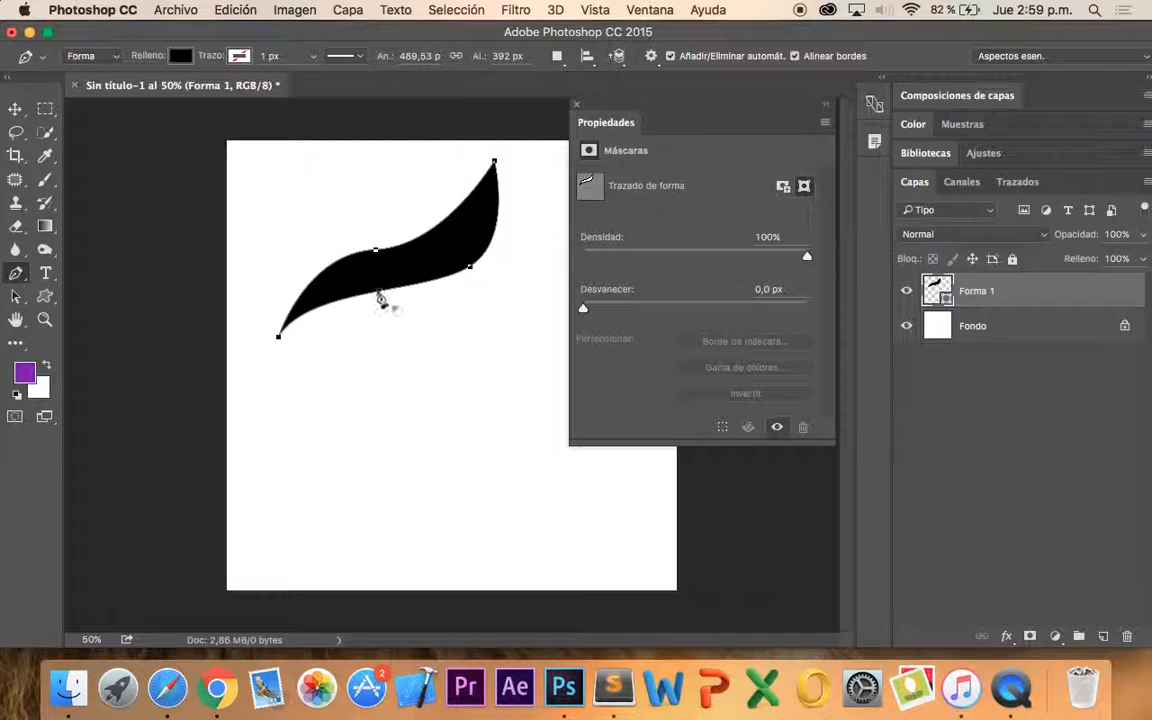 Photoshop CC Archivo Edición Imagen Capa Texto Selección Filtro 3D Vista Ventana Ayuda 82 % Jue 2:59 p.m.
Adobe Photoshop CC 2015
Forma Relleno: Trazo: 1 px An.: 489,53 p Al.: 392 px Añadir/Eliminar automát. Alinear bordes Aspectos esen.
Sin título-1 al 50% (Forma 1, RGB/8) *
Composiciones de capas
Propiedades
Color Muestras
Máscaras
Bibliotecas Ajustes
Trazado de forma
Capas Canales Trazados
Tipo
Densidad: 100%
Normal Opacidad: 100%
Bloq.: Relleno: 100%
Desvanecer: 0,0 px
Forma 1
Fondo
Perfeccionar: Borde de máscara...
Gama de colores...
Invertir
50% Doc: 2,86 MB/0 bytes
2
Pr Ae Ps S W P X O